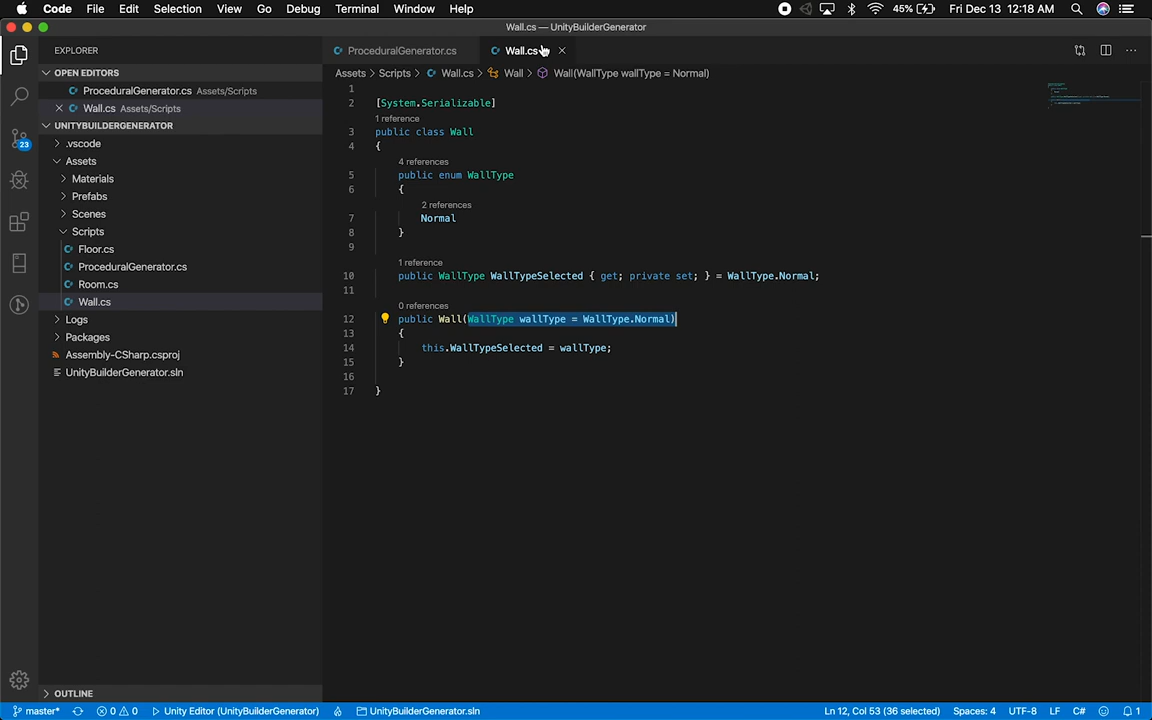 Code File Edit Selection View Go Debug Terminal Window Help 45% Fri Dec 13 12:18 AM
Wall.cs — UnityBuilderGenerator
EXPLORER
OPEN EDITORS
ProceduralGenerator.cs Assets/Scripts
Wall.cs Assets/Scripts
UNITYBUILDERGENERATOR
.vscode
Assets
Materials
Prefabs
Scenes
Scripts
Floor.cs
ProceduralGenerator.cs
Room.cs
Wall.cs
Logs
Packages
Assembly-CSharp.csproj
UnityBuilderGenerator.sln
OUTLINE
23
ProceduralGenerator.cs Wall.cs
Assets > Scripts > Wall.cs > Wall > Wall(WallType wallType = Normal)
1
2 [System.Serializable]
1 reference
3 public class Wall
4 {
4 references
5 public enum WallType
6 {
2 references
7 Normal
8 }
9
1 reference
10 public WallType WallTypeSelected { get; private set; } = WallType.Normal;
11
0 references
12 public Wall(WallType wallType = WallType.Normal)
13 {
14 this.WallTypeSelected = wallType;
15 }
16
17 }
master* 0 0 Unity Editor (UnityBuilderGenerator) UnityBuilderGenerator.sln Ln 12, Col 53 (36 selected) Spaces: 4 UTF-8 LF C# 1